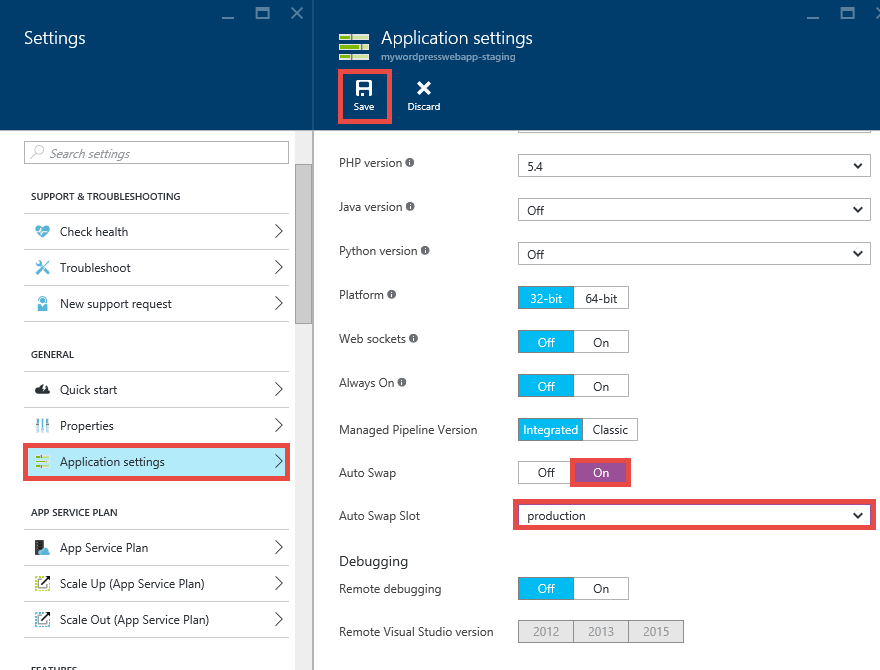 Settings
Search settings
SUPPORT & TROUBLESHOOTING
Check health
Troubleshoot
New support request
GENERAL
Quick start
Properties
Application settings
APP SERVICE PLAN
App Service Plan
Scale Up (App Service Plan)
Scale Out (App Service Plan)
FEATURES
Application settings
mywordpresswebapp-staging
Save Discard
PHP version 5.4
Java version Off
Python version Off
Platform 32-bit 64-bit
Web sockets Off On
Always On Off On
Managed Pipeline Version Integrated Classic
Auto Swap Off On
Auto Swap Slot production
Debugging
Remote debugging Off On
Remote Visual Studio version 2012 2013 2015